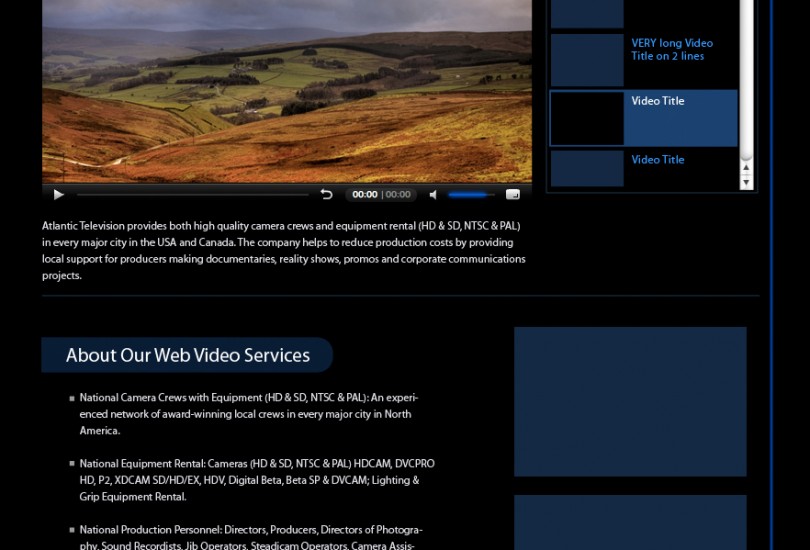 VERY long Video
Title on 2 lines
Video Title
Video Title
00:00 | 00:00
Atlantic Television provides both high quality camera crews and equipment rental (HD & SD, NTSC & PAL)
in every major city in the USA and Canada. The company helps to reduce production costs by providing
local support for producers making documentaries, reality shows, promos and corporate communications
projects.
About Our Web Video Services
National Camera Crews with Equipment (HD & SD, NTSC & PAL): An experi-
enced network of award-winning local crews in every major city in North
America.
National Equipment Rental: Cameras (HD & SD, NTSC & PAL) HDCAM, DVCPRO
HD, P2, XDCAM SD/HD/EX, HDV, Digital Beta, Beta SP & DVCAM; Lighting &
Grip Equipment Rental.
National Production Personnel: Directors, Producers, Directors of Photogra-
phy, Sound Recordists, Jib Operators, Steadicam Operators, Camera Assis-